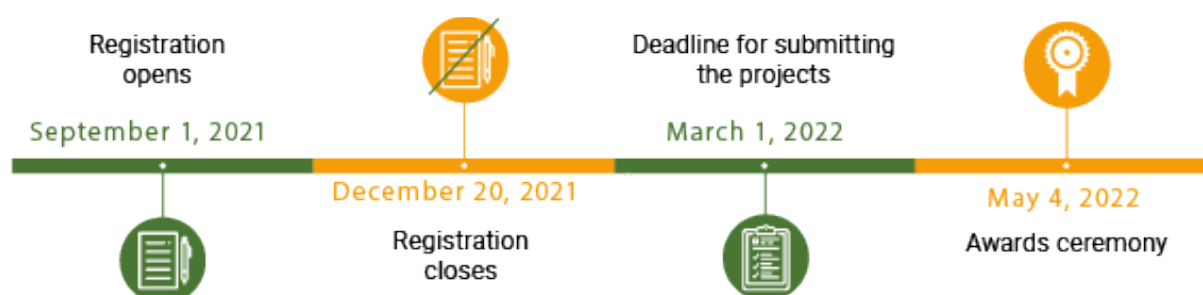 Registration
opens
September 1, 2021
December 20, 2021
Registration
closes
Deadline for submitting
the projects
March 1, 2022
May 4, 2022
Awards ceremony